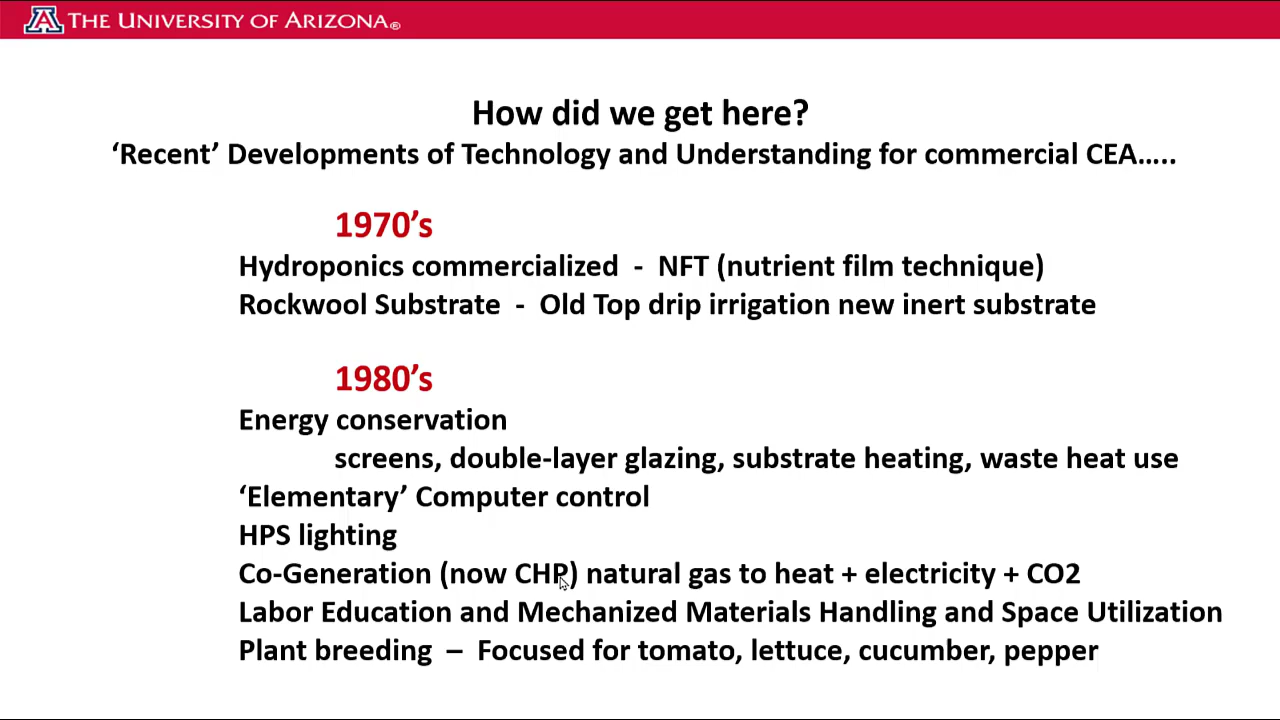 THE UNIVERSITY OF ARIZONA®
How did we get here?
‘Recent’ Developments of Technology and Understanding for commercial CEA…..
1970’s
Hydroponics commercialized - NFT (nutrient film technique)
Rockwool Substrate - Old Top drip irrigation new inert substrate
1980’s
Energy conservation
screens, double-layer glazing, substrate heating, waste heat use
‘Elementary’ Computer control
HPS lighting
Co-Generation (now CHP) natural gas to heat + electricity + CO2
Labor Education and Mechanized Materials Handling and Space Utilization
Plant breeding – Focused for tomato, lettuce, cucumber, pepper